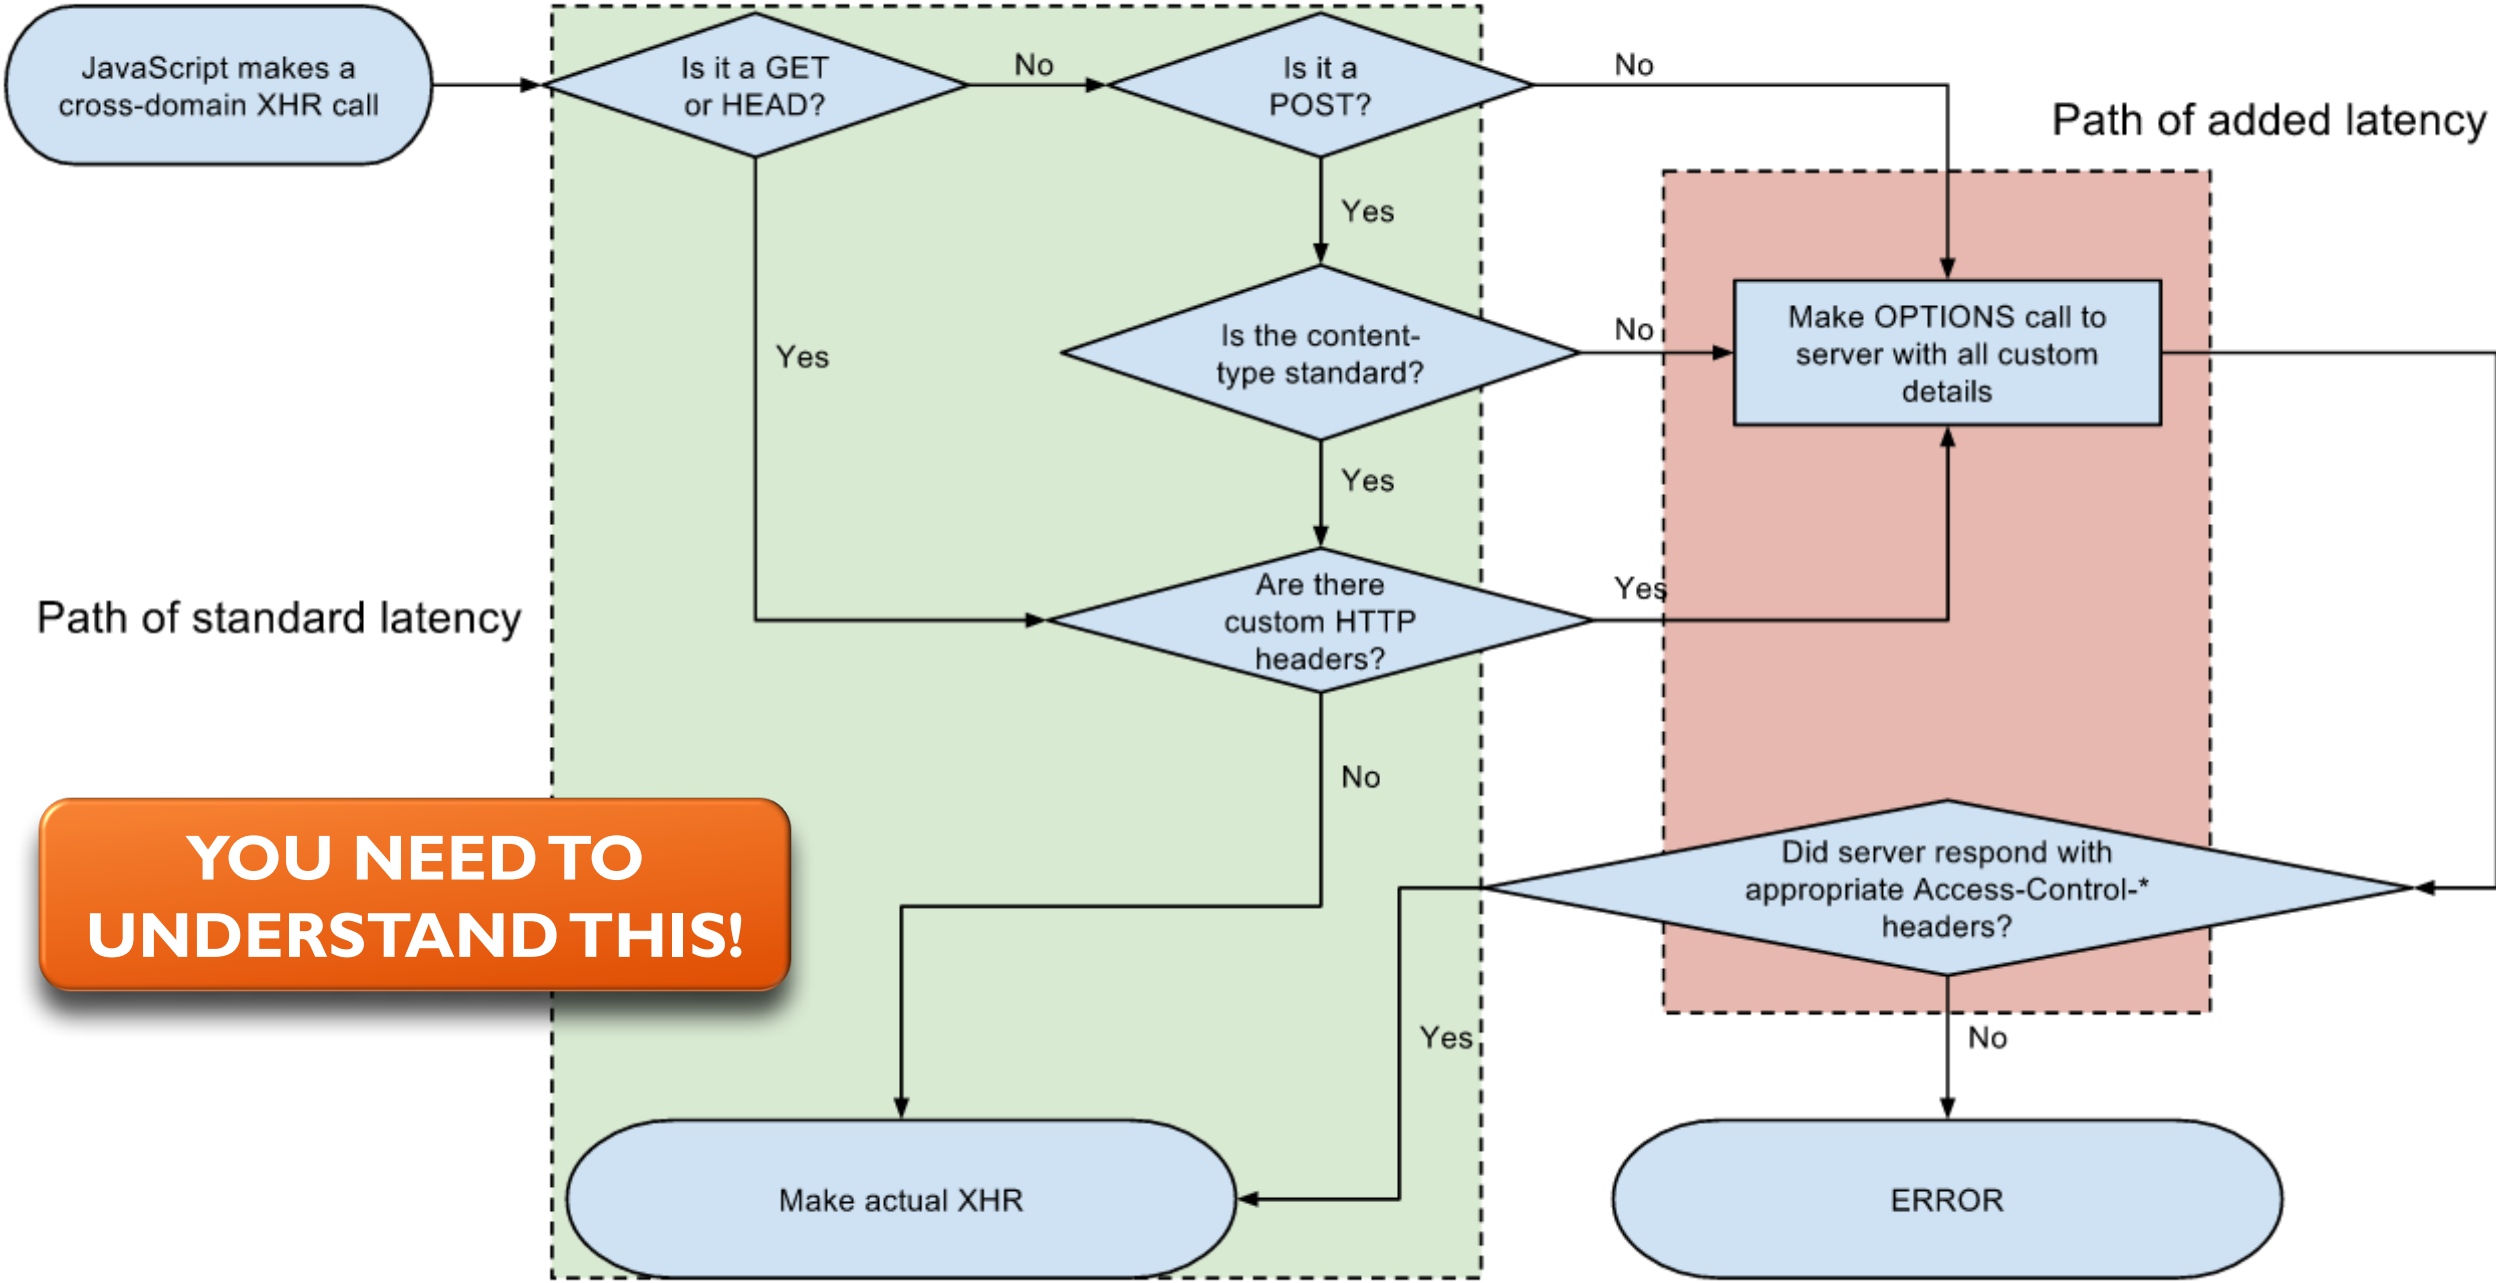 JavaScript makes a
cross-domain XHR call
Is it a GET
or HEAD?
No
Is it a
POST?
No
Path of added latency
Yes
Yes
Is the content-
type standard?
No
Make OPTIONS call to
server with all custom
details
Yes
Are there
custom HTTP
headers?
Yes
Path of standard latency
No
YOU NEED TO
UNDERSTAND THIS!
Did server respond with
appropriate Access-Control-*
headers?
Yes
No
Make actual XHR
ERROR